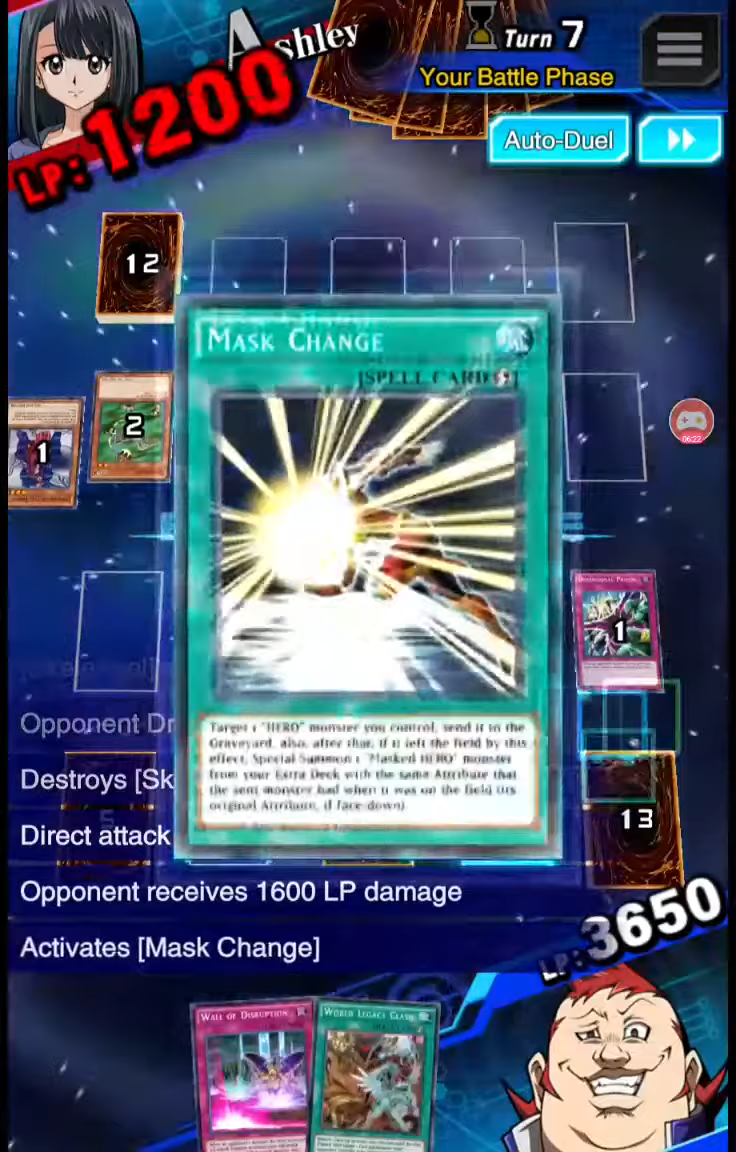 Ashley
Turn 7
Your Battle Phase
LP:1200
Auto-Duel
12
1
2
06:22
MASK CHANGE
[SPELL CARD
Target 1 "HERO" monster you control, send it to the
Graveyard, also, after that, if it left the field by this
effect, Special Summon 1 "Masked HERO" monster
from your Extra Deck with the same Attribute that
the sent monster had when it was on the field (its
original Attribute, if face-down).
1
Opponent Dr
Destroys [Sk
Direct attack
Opponent receives 1600 LP damage
Activates [Mask Change]
5
13
LP:3650
WALL OF DISRUPTION
WORLD LEGACY CLASH